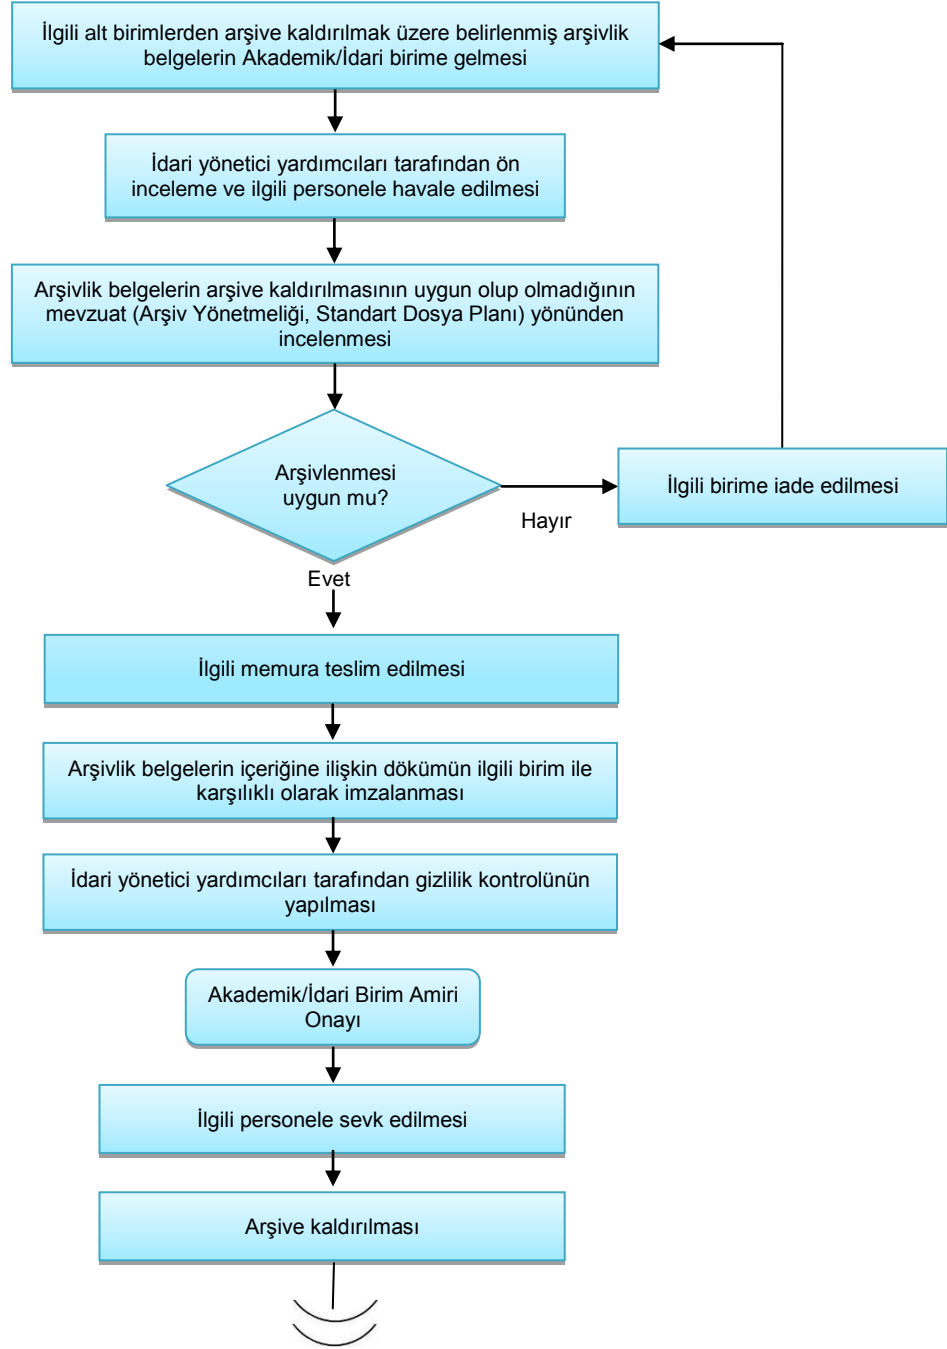 İlgili alt birimlerden arşive kaldırılmak üzere belirlenmiş arşivlik
belgelerin Akademik/İdari birime gelmesi
İdari yönetici yardımcıları tarafından ön
inceleme ve ilgili personele havale edilmesi
Arşivlik belgelerin arşive kaldırılmasının uygun olup olmadığının
mevzuat (Arşiv Yönetmeliği, Standart Dosya Planı) yönünden
incelenmesi
Arşivlenmesi
uygun mu?
İlgili birime iade edilmesi
Hayır
Evet
İlgili memura teslim edilmesi
Arşivlik belgelerin içeriğine ilişkin dökümün ilgili birim ile
karşılıklı olarak imzalanması
İdari yönetici yardımcıları tarafından gizlilik kontrolünün
yapılması
Akademik/İdari Birim Amiri
Onayı
İlgili personele sevk edilmesi
Arşive kaldırılması